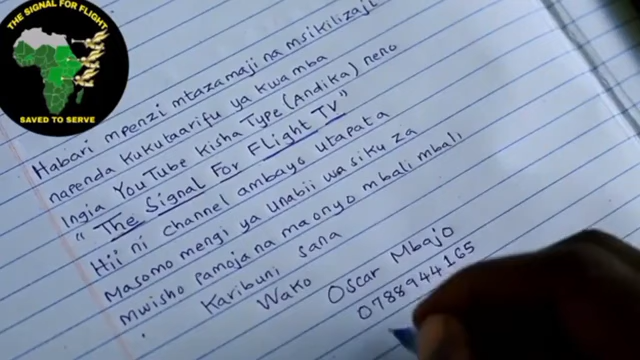 THE SIGNAL FOR FLIGHT
SAVED TO SERVE
Habari mpenzi mtazamaji na msikilizaji
napenda kukutaarifu ya kwamba
Ingia YouTube kisha Type (Andika) neno
"The Signal For Flight TV"
Hii ni channel ambayo utapata
Masomo mengi ya unabii wa siku za
mwisho pamoja na maonyo mbali mbali
Karibuni sana
Wako
Oscar Mbajo
0788944165